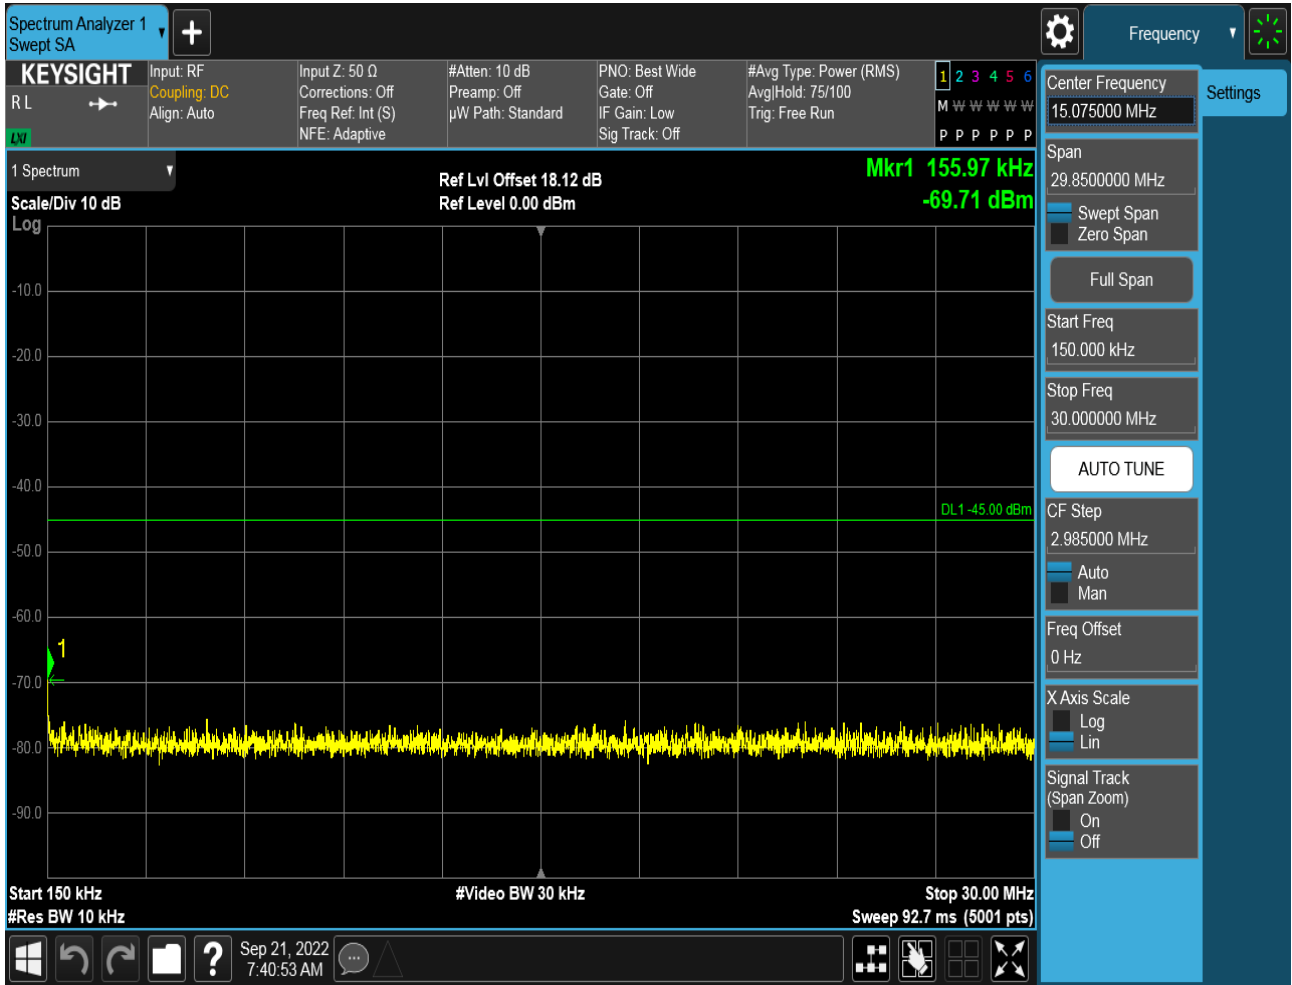 Spectrum Analyzer 1
Swept SA
Frequency
KEYSIGHT
R L
LXI
Input: RF
Coupling: DC
Align: Auto
Input Z: 50 Ω
Corrections: Off
Freq Ref: Int (S)
NFE: Adaptive
#Atten: 10 dB
Preamp: Off
µW Path: Standard
PNO: Best Wide
Gate: Off
IF Gain: Low
Sig Track: Off
#Avg Type: Power (RMS)
Avg|Hold: 75/100
Trig: Free Run
1 2 3 4 5 6
M W W W W W
P P P P P P
1 Spectrum
Scale/Div 10 dB
Log
Ref Lvl Offset 18.12 dB
Ref Level 0.00 dBm
Mkr1 155.97 kHz
-69.71 dBm
-10.0
-20.0
-30.0
-40.0
DL1 -45.00 dBm
-50.0
-60.0
1
-70.0
-80.0
-90.0
Start 150 kHz
#Video BW 30 kHz
Stop 30.00 MHz
#Res BW 10 kHz
Sweep 92.7 ms (5001 pts)
Center Frequency
15.075000 MHz
Settings
Span
29.8500000 MHz
Swept Span
Zero Span
Full Span
Start Freq
150.000 kHz
Stop Freq
30.000000 MHz
AUTO TUNE
CF Step
2.985000 MHz
Auto
Man
Freq Offset
0 Hz
X Axis Scale
Log
Lin
Signal Track
(Span Zoom)
On
Off
?
Sep 21, 2022
7:40:53 AM